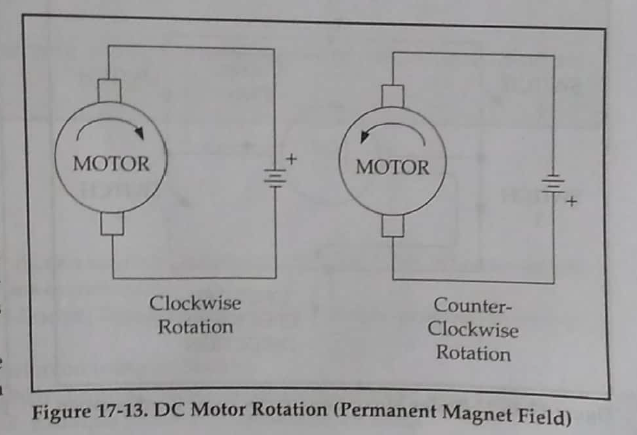 MOTOR
+
Clockwise
Rotation
MOTOR
+
Counter-
Clockwise
Rotation
Figure 17-13. DC Motor Rotation (Permanent Magnet Field)